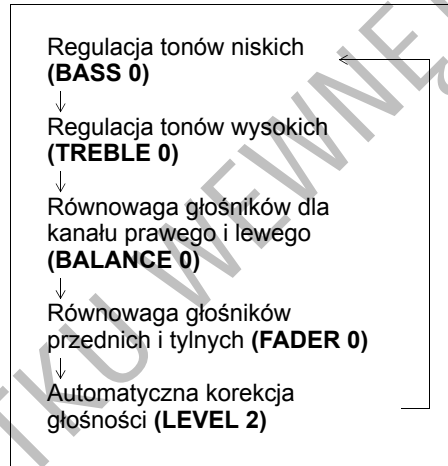 Regulacja tonów niskich
(BASS 0)
Regulacja tonów wysokich
(TREBLE 0)
Równowaga głośników dla
kanału prawego i lewego
(BALANCE 0)
Równowaga głośników
przednich i tylnych (FADER 0)
Automatyczna korekcja
głośności (LEVEL 2)